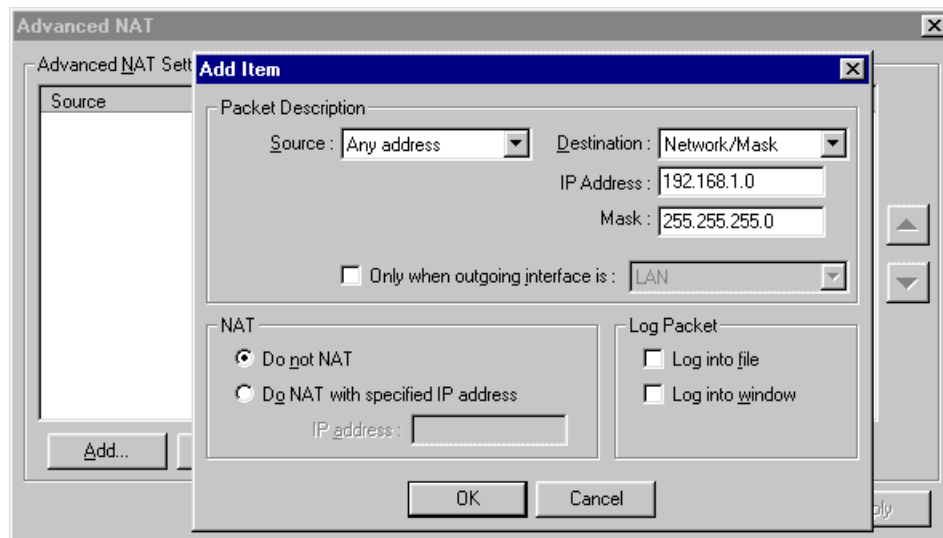 Advanced NAT
Advanced NAT Sett
Source
Add...
Add Item
Packet Description
Source : Any address
Destination : Network/Mask
IP Address : 192.168.1.0
Mask : 255.255.255.0
Only when outgoing interface is : LAN
NAT
Do not NAT
Do NAT with specified IP address
IP address :
Log Packet
Log into file
Log into window
OK
Cancel
ply